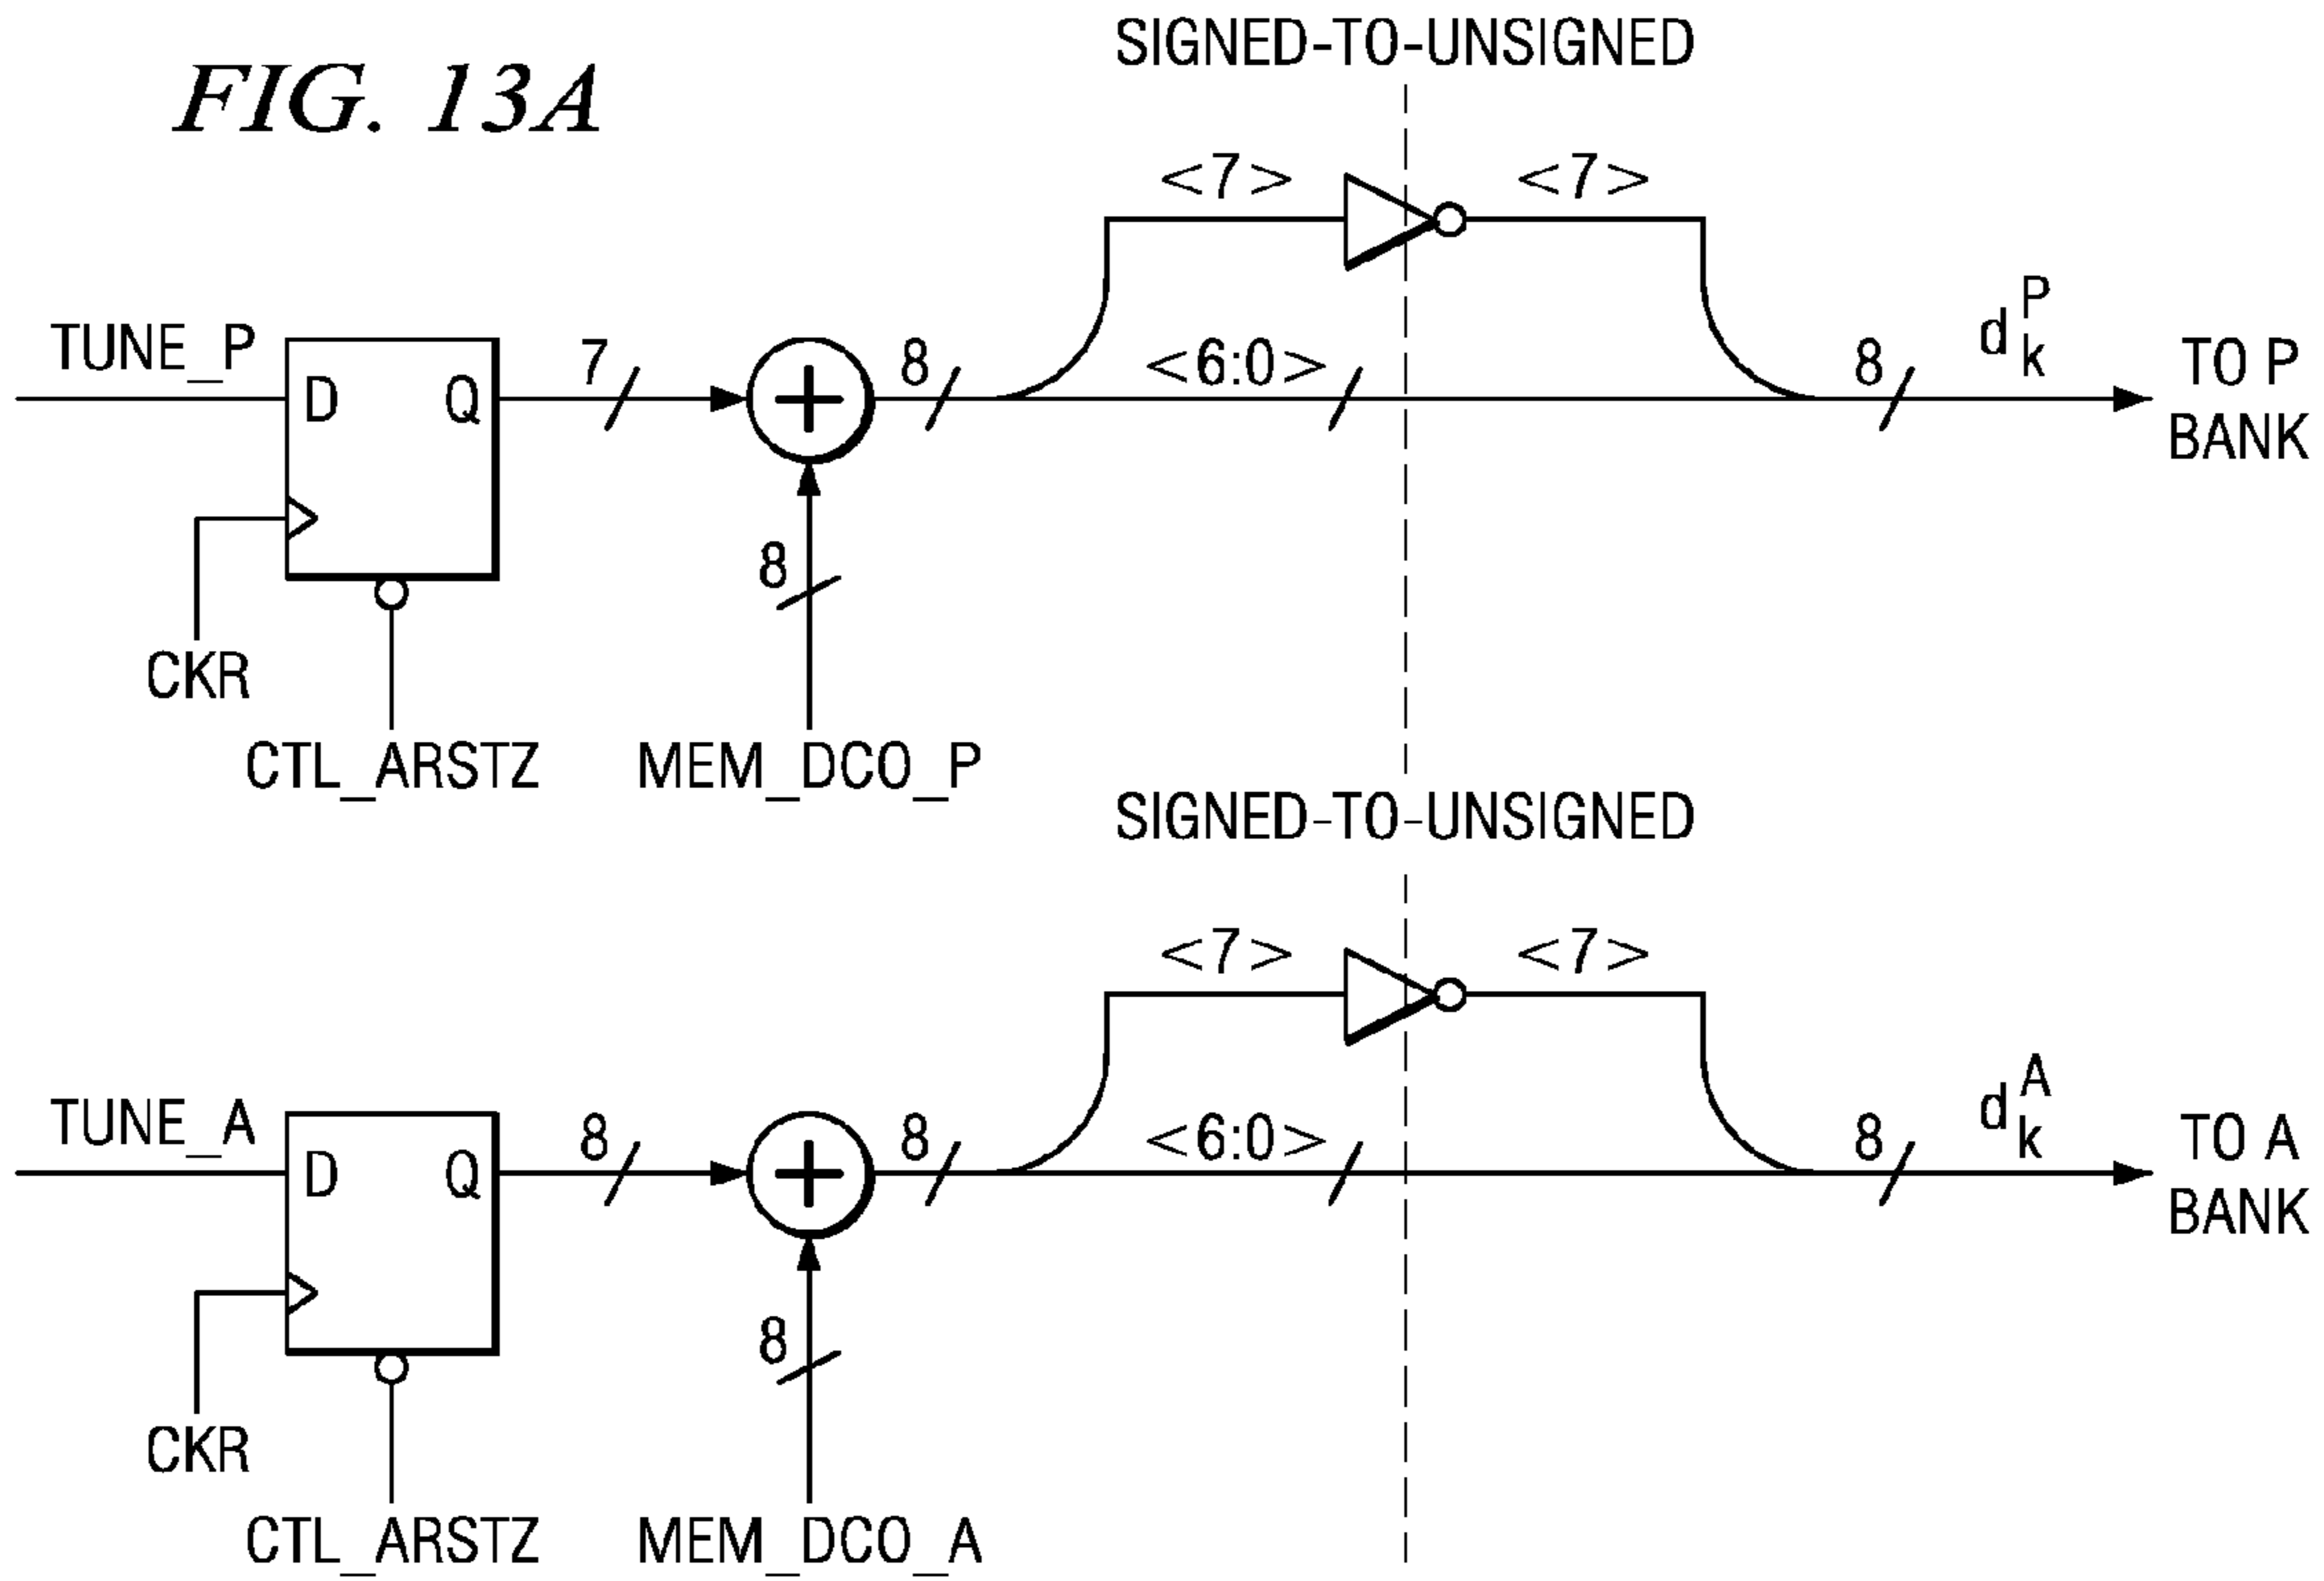 FIG. 13A
SIGNED-TO-UNSIGNED
<7> <7>
TUNE_P D Q 7 8 <6:0> 8 d P k TO P
BANK
8
CKR
CTL_ARSTZ MEM_DCO_P
SIGNED-TO-UNSIGNED
<7> <7>
TUNE_A D Q 8 8 <6:0> 8 d A k TO A
BANK
8
CKR
CTL_ARSTZ MEM_DCO_A